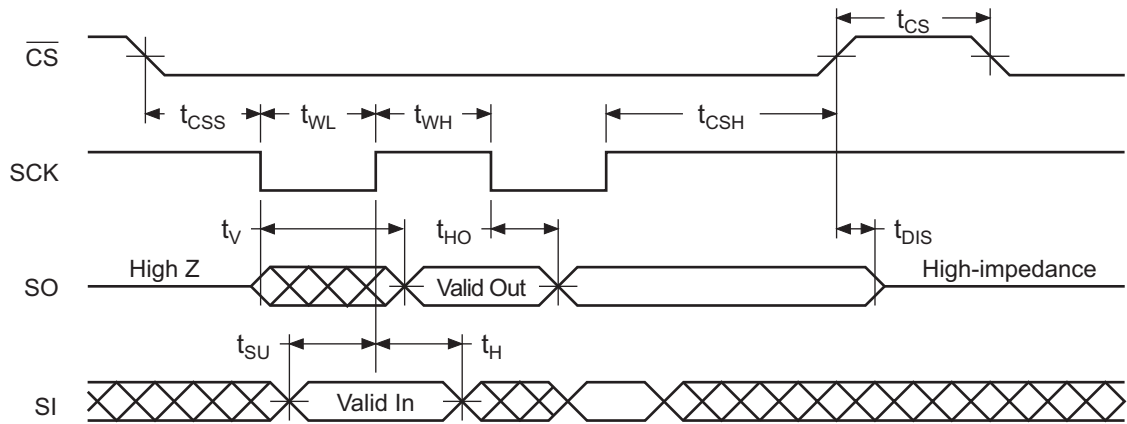 t_CS
C̅S̅
t_CSS t_WL t_WH t_CSH
SCK
t_V t_HO t_DIS
High Z Valid Out High-impedance
SO
t_SU t_H
SI Valid In